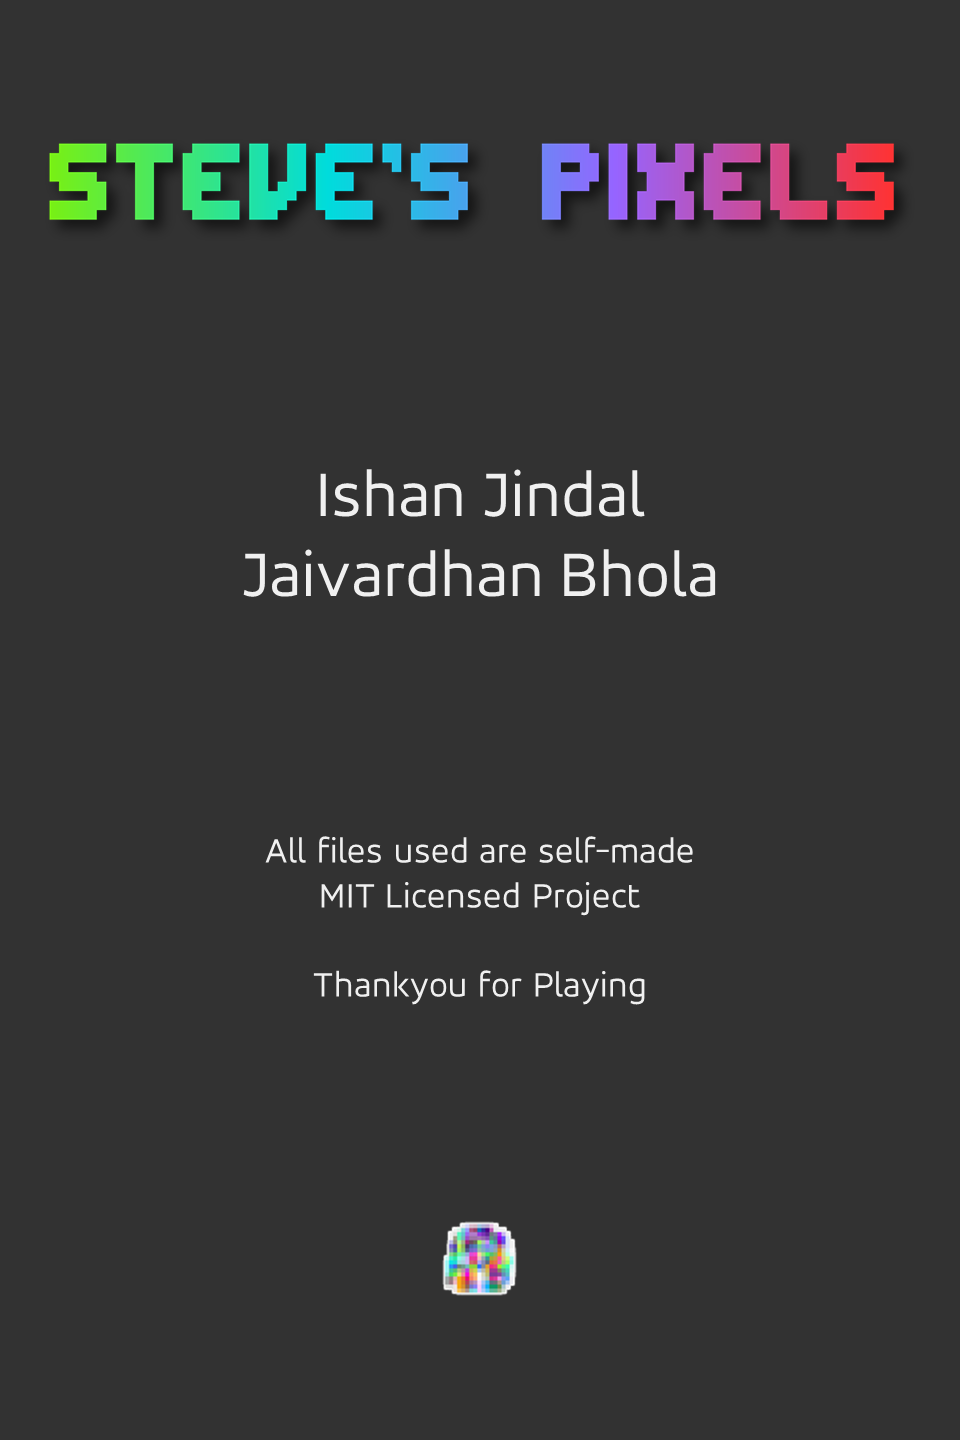 STEVE'S PIXELS
Ishan Jindal
Jaivardhan Bhola
All files used are self-made
MIT Licensed Project
Thankyou for Playing